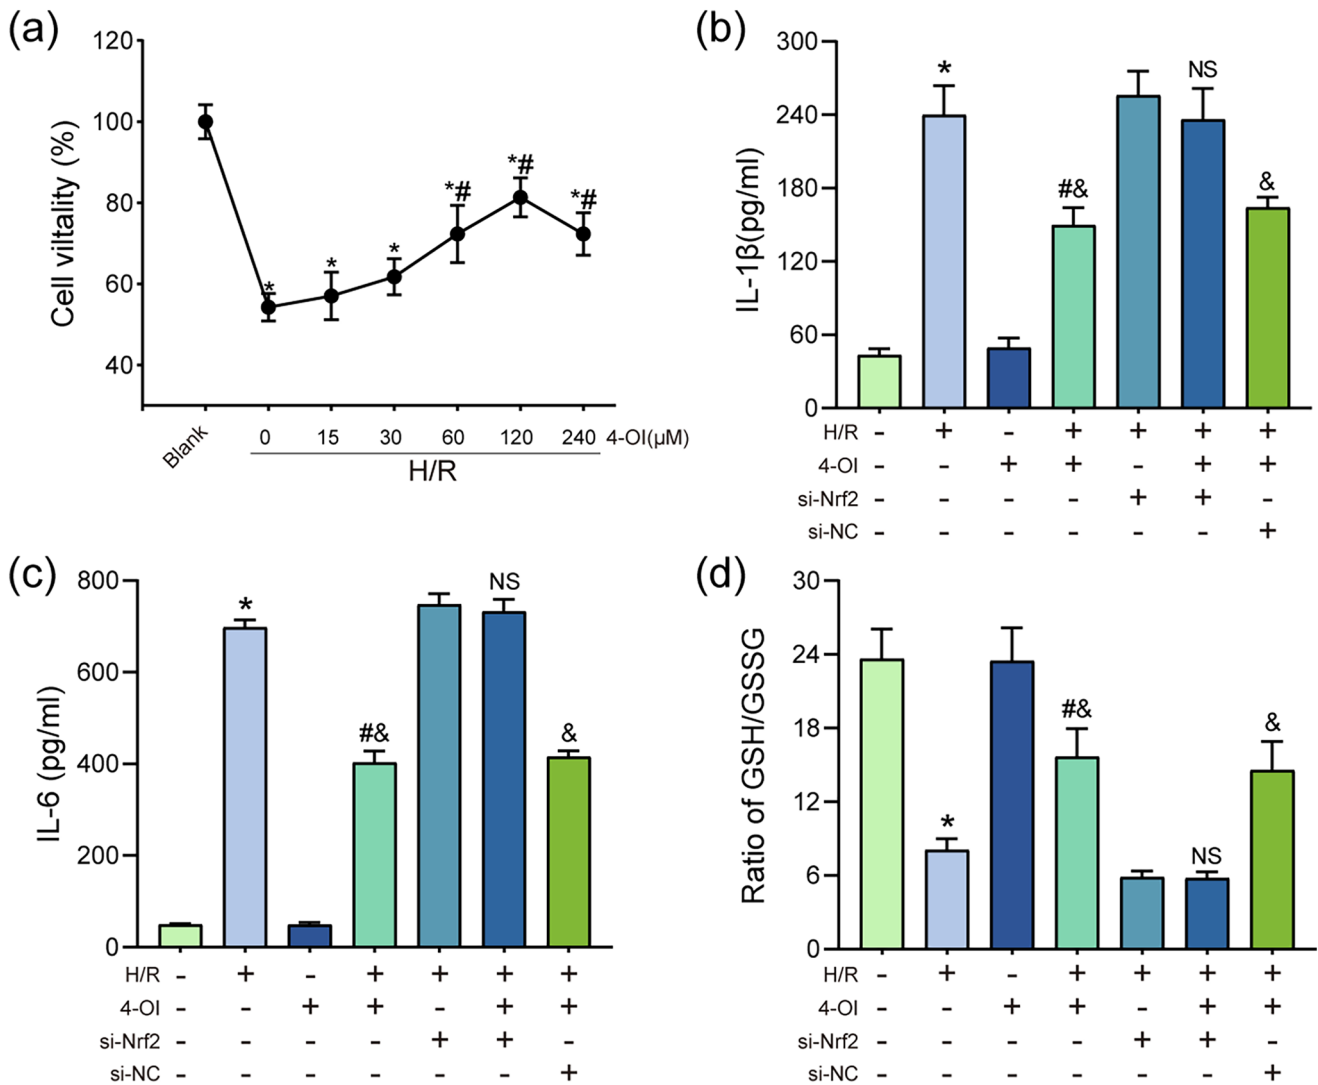 (a)
120
100
80
60
40
Cell viltality (%)
*
*
*
*#
*#
*#
Blank
0 15 30 60 120 240 4-OI(μM)
H/R
(b)
300
240
180
120
60
0
IL-1β(pg/ml)
*
#&
NS
&
H/R - + - + + + +
4-OI - - + + - + +
si-Nrf2 - - - - + + -
si-NC - - - - - - +
(c)
800
600
400
200
0
IL-6 (pg/ml)
*
#&
NS
&
H/R - + - + + + +
4-OI - - + + - + +
si-Nrf2 - - - - + + -
si-NC - - - - - - +
(d)
30
24
18
12
6
0
Ratio of GSH/GSSG
*
#&
NS
&
H/R - + - + + + +
4-OI - - + + - + +
si-Nrf2 - - - - + + -
si-NC - - - - - - +